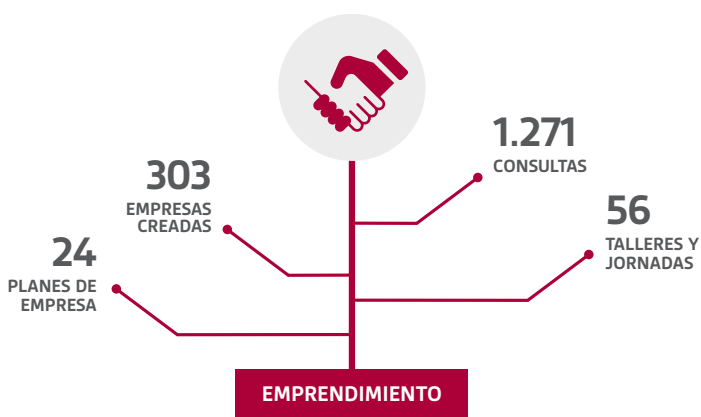 1.271
CONSULTAS
303
EMPRESAS
CREADAS
56
TALLERES Y
JORNADAS
24
PLANES DE
EMPRESA
EMPRENDIMIENTO